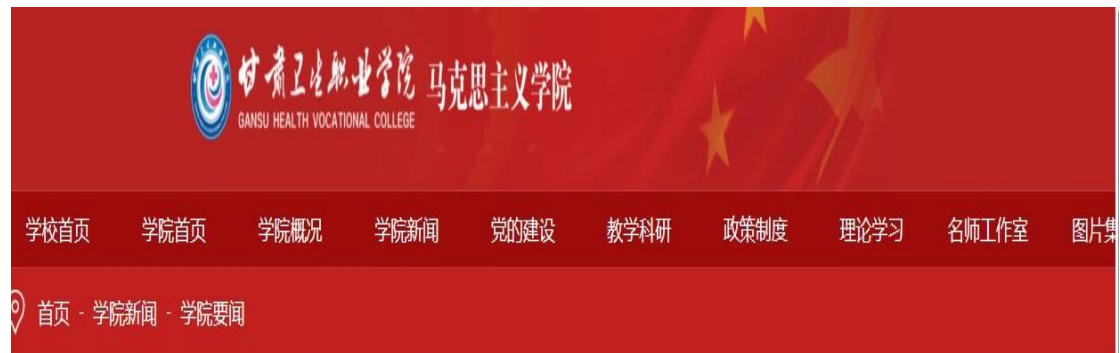 甘肃卫生职业学院 马克思主义学院
GANSU HEALTH VOCATIONAL COLLEGE
学校首页 学院首页 学院概况 学院新闻 党的建设 教学科研 政策制度 理论学习 名师工作室 图片集
首页 - 学院新闻 - 学院要闻